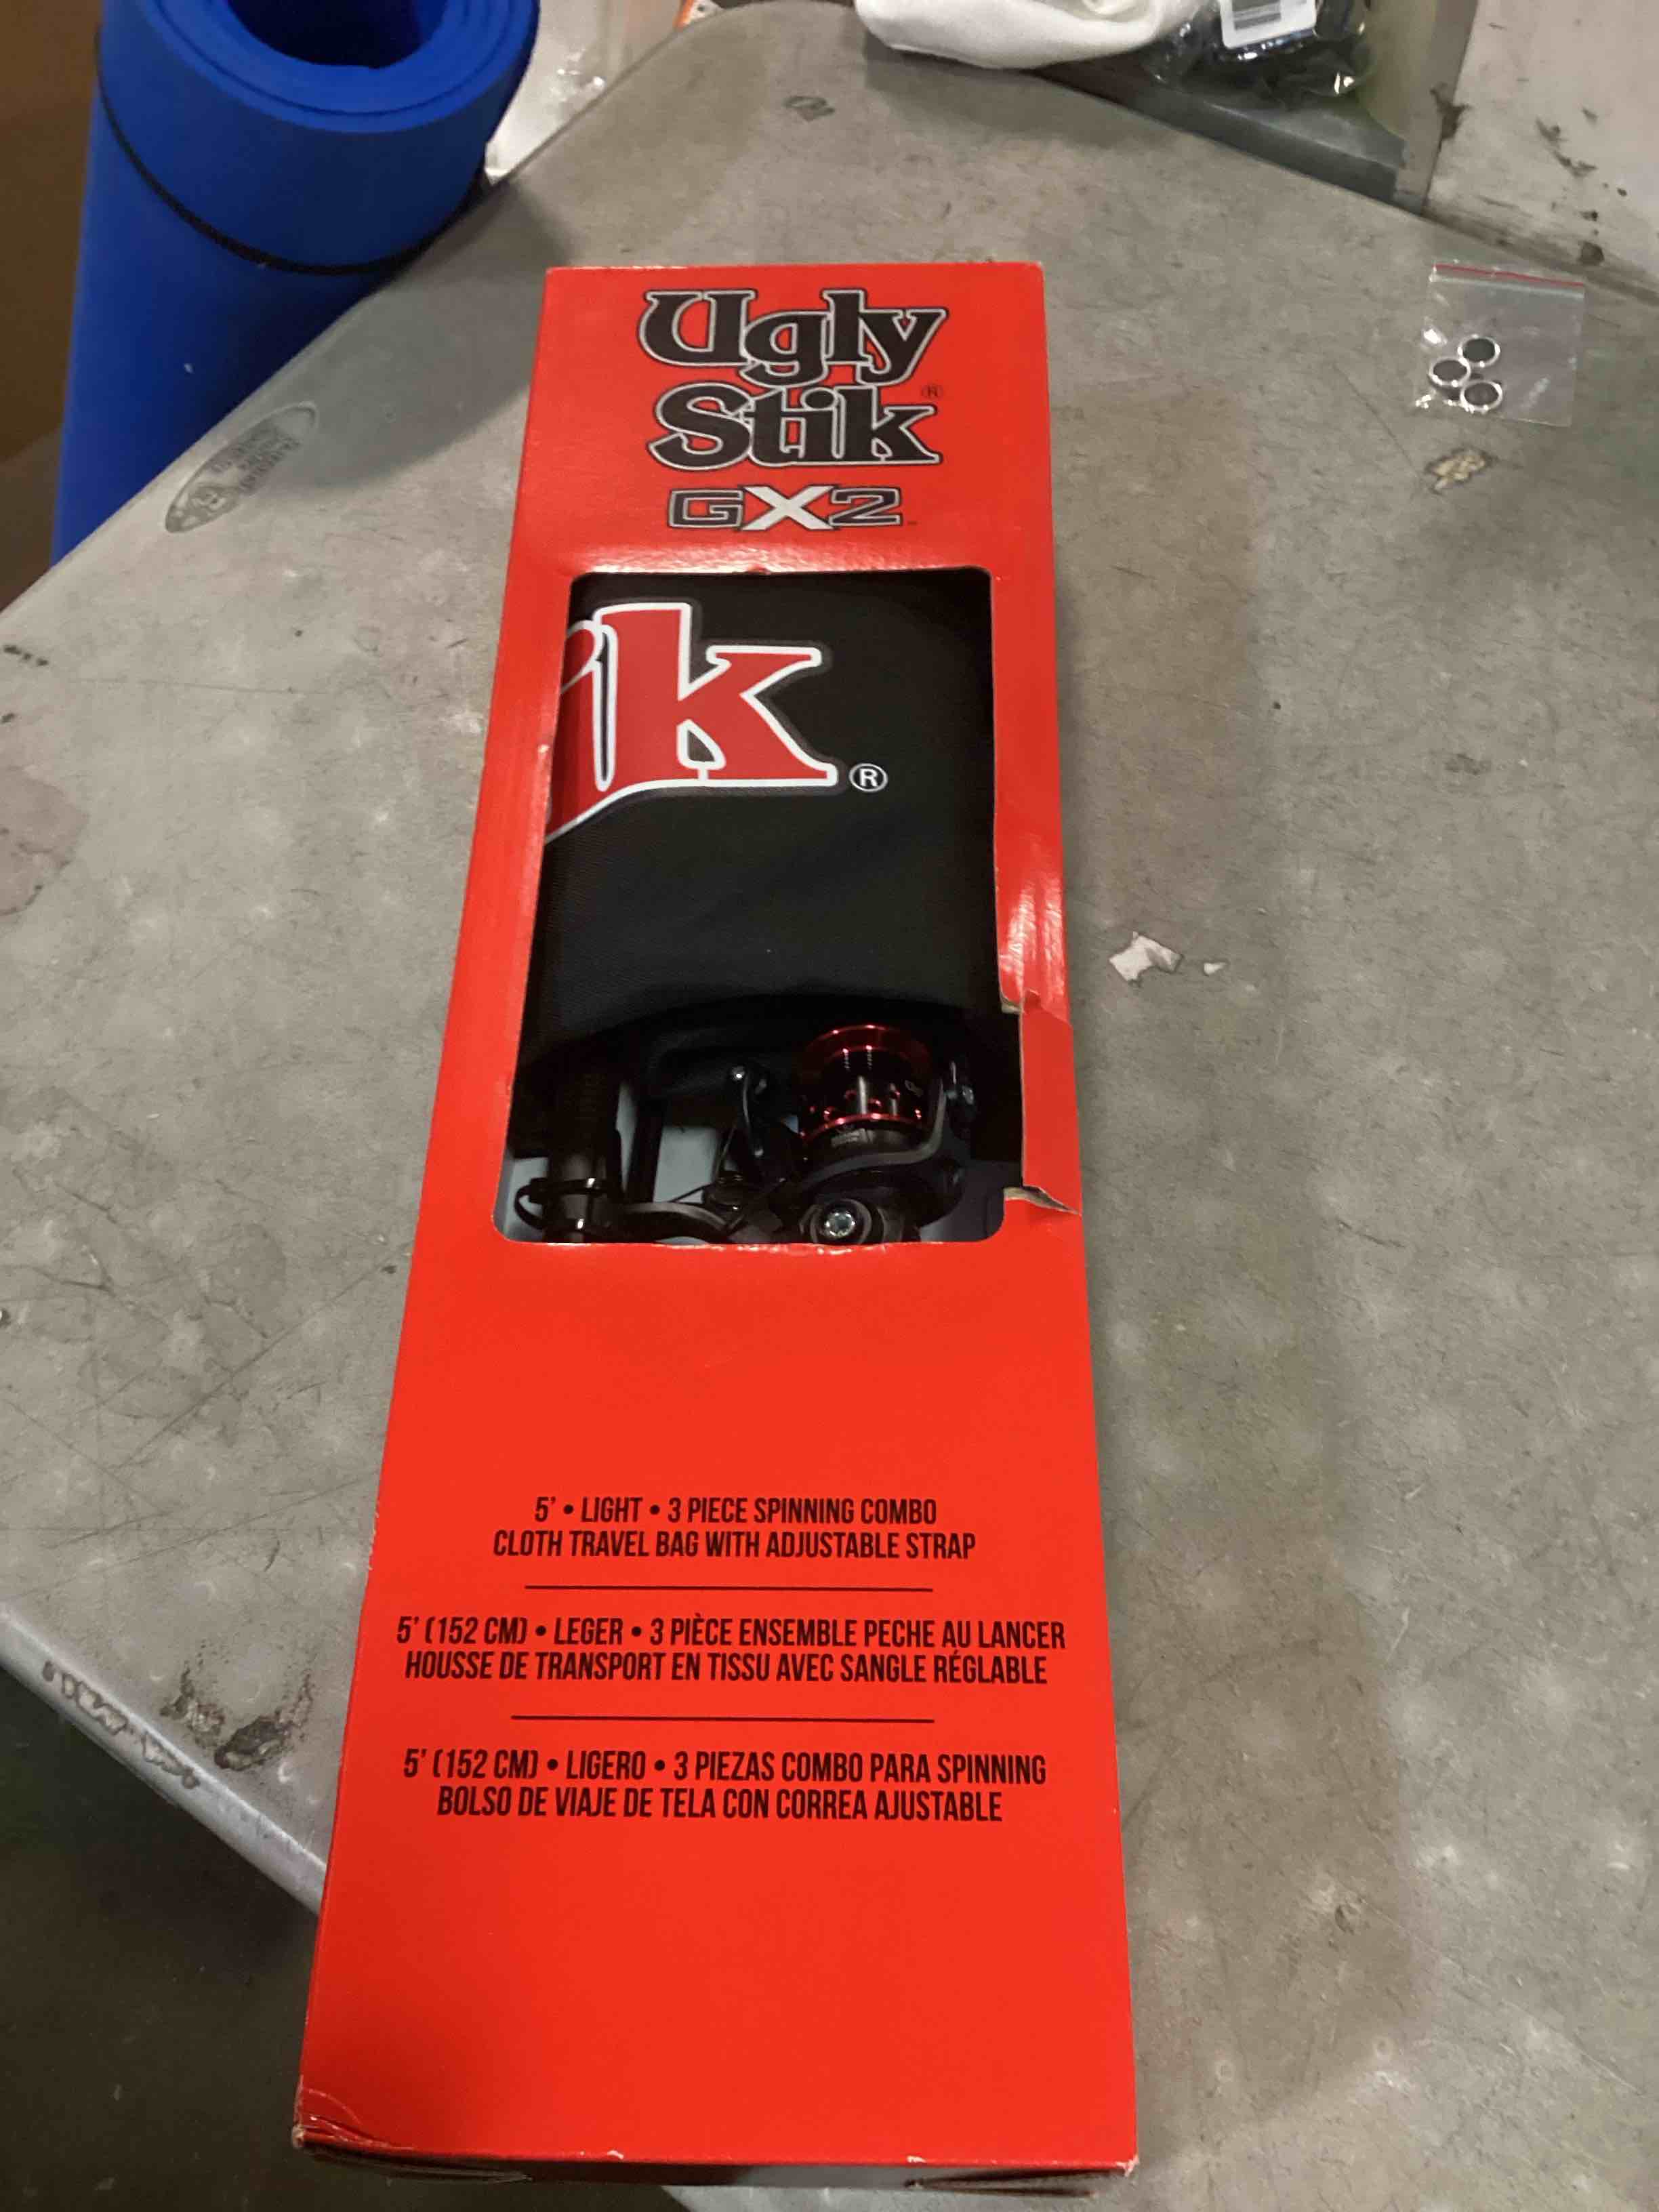 Ugly
Stik®
GX2™
ik®
5' • LIGHT • 3 PIECE SPINNING COMBO
CLOTH TRAVEL BAG WITH ADJUSTABLE STRAP
5' (152 CM) • LEGER • 3 PIÈCE ENSEMBLE PECHE AU LANCER
HOUSSE DE TRANSPORT EN TISSU AVEC SANGLE RÉGLABLE
5' (152 CM) • LIGERO • 3 PIEZAS COMBO PARA SPINNING
BOLSO DE VIAJE DE TELA CON CORREA AJUSTABLE